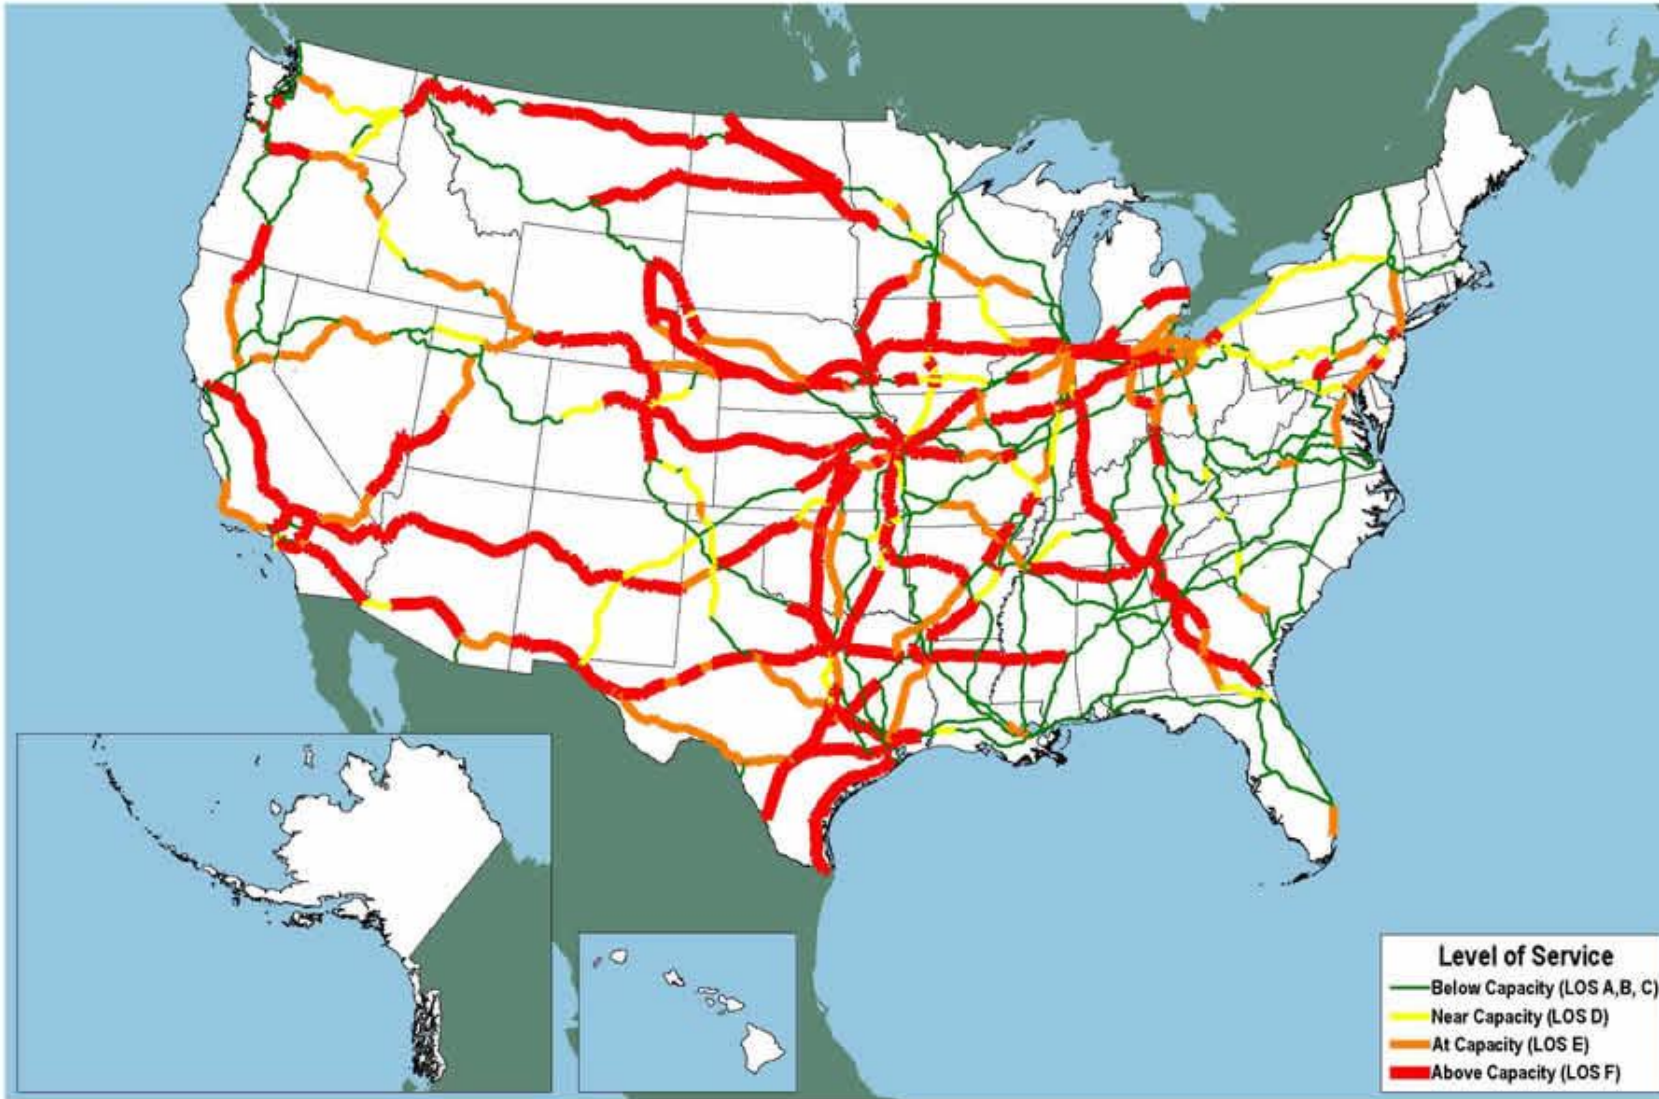 Level of Service
Below Capacity (LOS A,B, C)
Near Capacity (LOS D)
At Capacity (LOS E)
Above Capacity (LOS F)